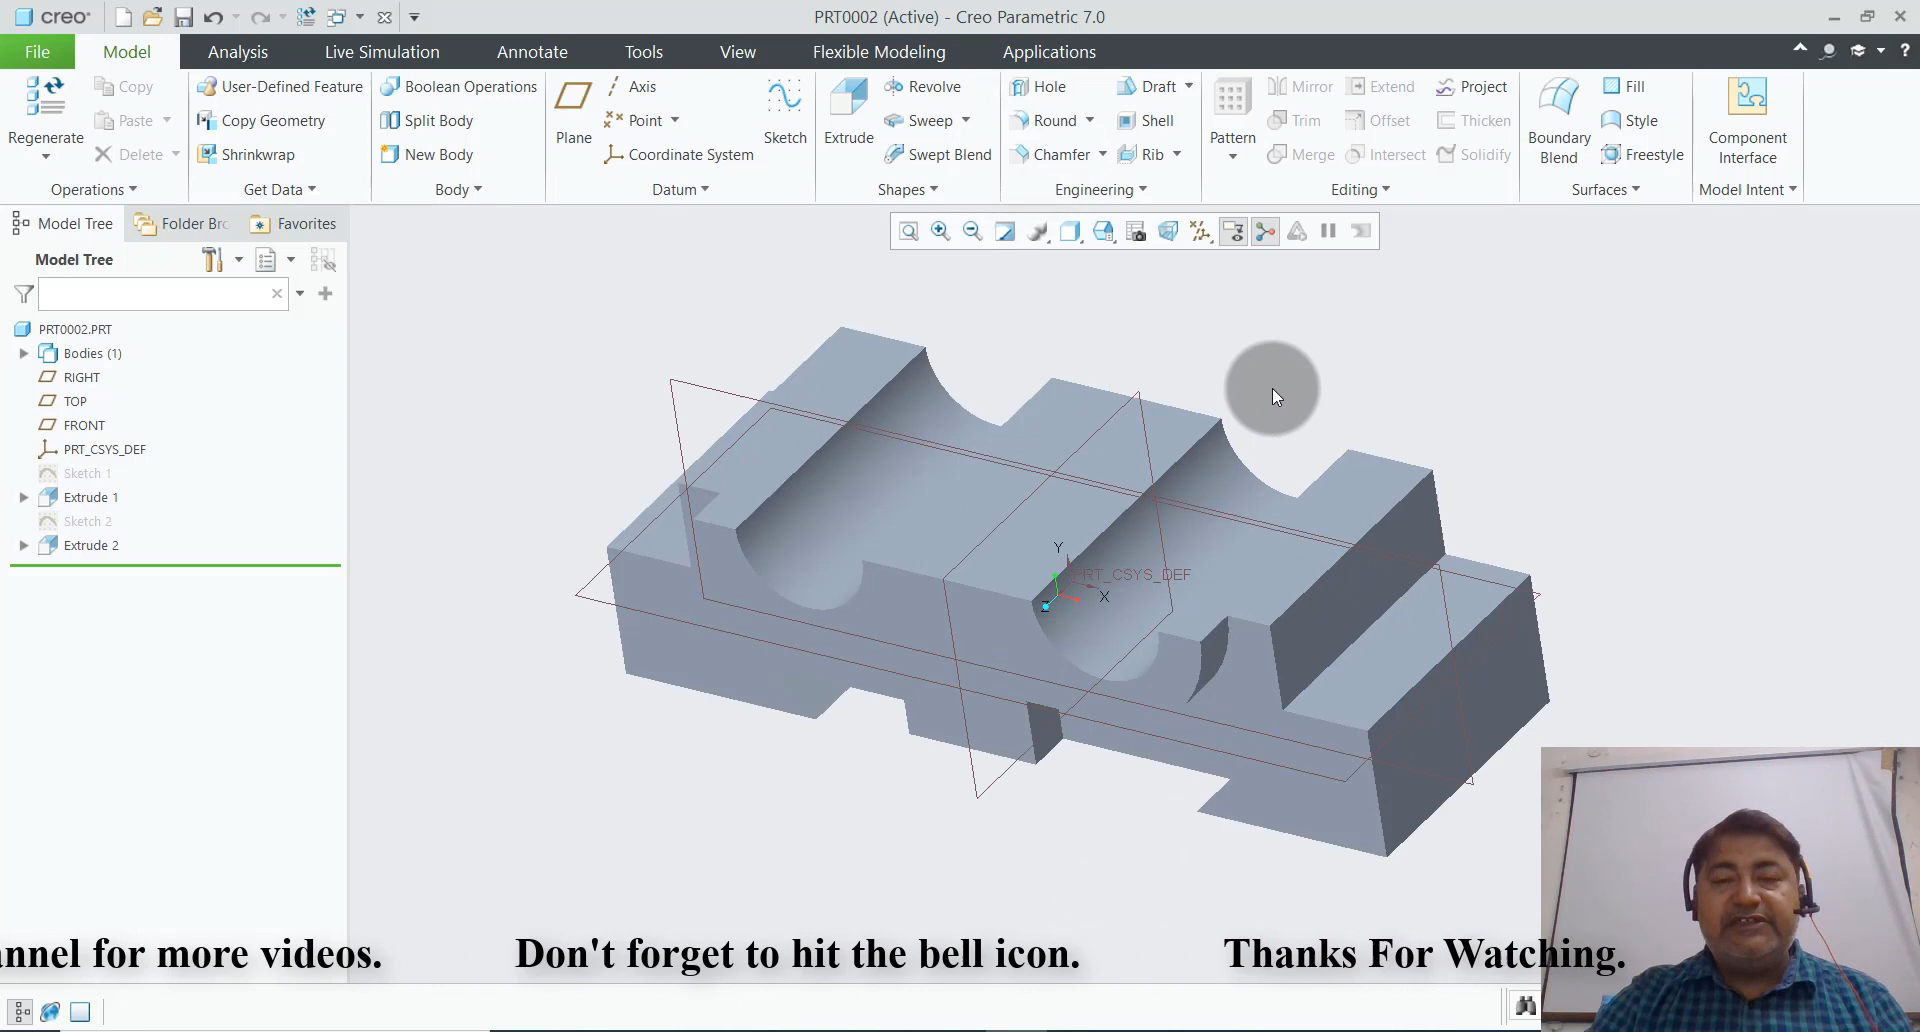 creo
PRT0002 (Active) - Creo Parametric 7.0
File Model Analysis Live Simulation Annotate Tools View Flexible Modeling Applications
Regenerate
Copy
Paste
Delete
Operations
User-Defined Feature
Copy Geometry
Shrinkwrap
Get Data
Boolean Operations
Split Body
New Body
Body
Plane
Axis
Point
Coordinate System
Sketch
Datum
Extrude
Revolve
Sweep
Swept Blend
Shapes
Hole
Round
Chamfer
Draft
Shell
Rib
Engineering
Pattern
Mirror
Trim
Merge
Extend
Offset
Intersect
Project
Thicken
Solidify
Editing
Boundary
Blend
Fill
Style
Freestyle
Surfaces
Component
Interface
Model Intent
Model Tree Folder Bro Favorites
Model Tree
PRT0002.PRT
Bodies (1)
RIGHT
TOP
FRONT
PRT_CSYS_DEF
Sketch 1
Extrude 1
Sketch 2
Extrude 2
Y
PRT_CSYS_DEF
X
Z
annel for more videos. Don't forget to hit the bell icon. Thanks For Watching.